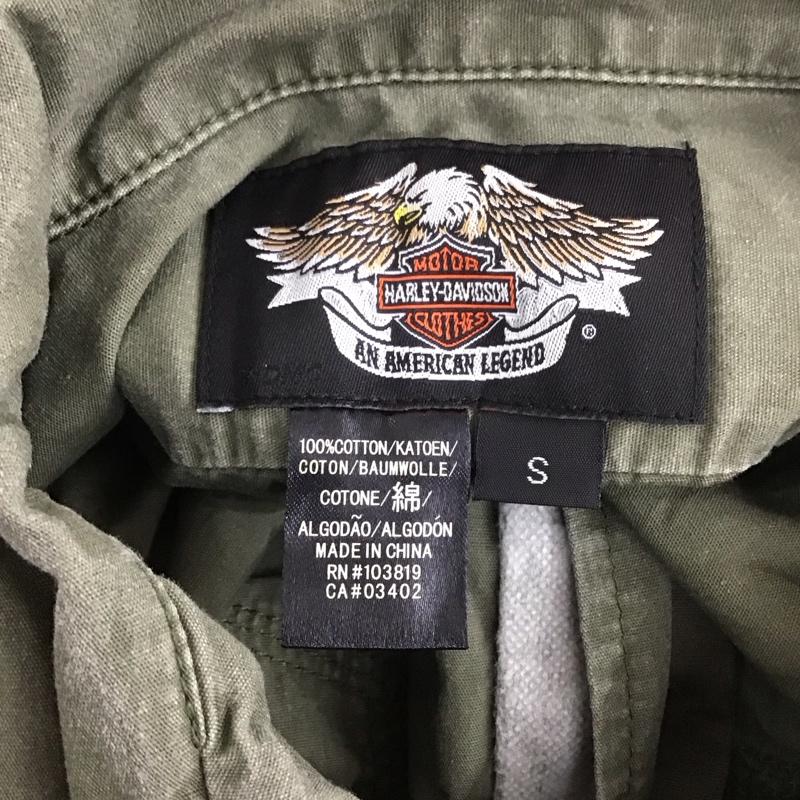 MOTOR
HARLEY-DAVIDSON
CLOTHES
®
AN AMERICAN LEGEND
100%COTTON/KATOEN/
COTON/BAUMWOLLE/
COTONE/綿/
ALGODÃO/ALGODÓN
MADE IN CHINA
RN#103819
CA#03402
S